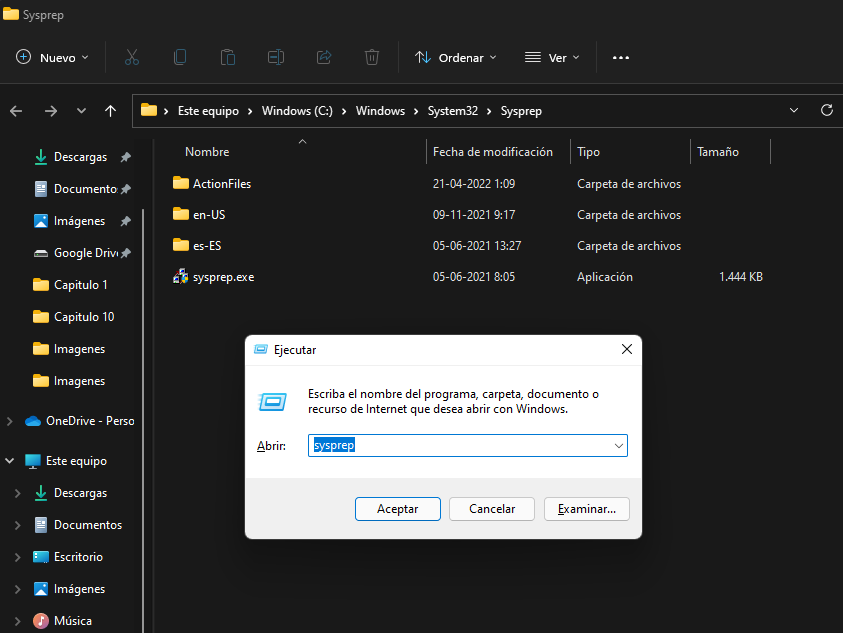 Sysprep
Nuevo
Ordenar
Ver
Este equipo > Windows (C:) > Windows > System32 > Sysprep
Nombre
Fecha de modificación
Tipo
Tamaño
ActionFiles 21-04-2022 1:09 Carpeta de archivos
en-US 09-11-2021 9:17 Carpeta de archivos
es-ES 05-06-2021 13:27 Carpeta de archivos
sysprep.exe 05-06-2021 8:05 Aplicación 1.444 KB
Descargas
Documentos
Imágenes
Google Drive
Capitulo 1
Capitulo 10
Imagenes
Imagenes
OneDrive - Perso
Este equipo
Descargas
Documentos
Escritorio
Imágenes
Música
Ejecutar
Escriba el nombre del programa, carpeta, documento o
recurso de Internet que desea abrir con Windows.
Abrir: sysprep
Aceptar
Cancelar
Examinar...